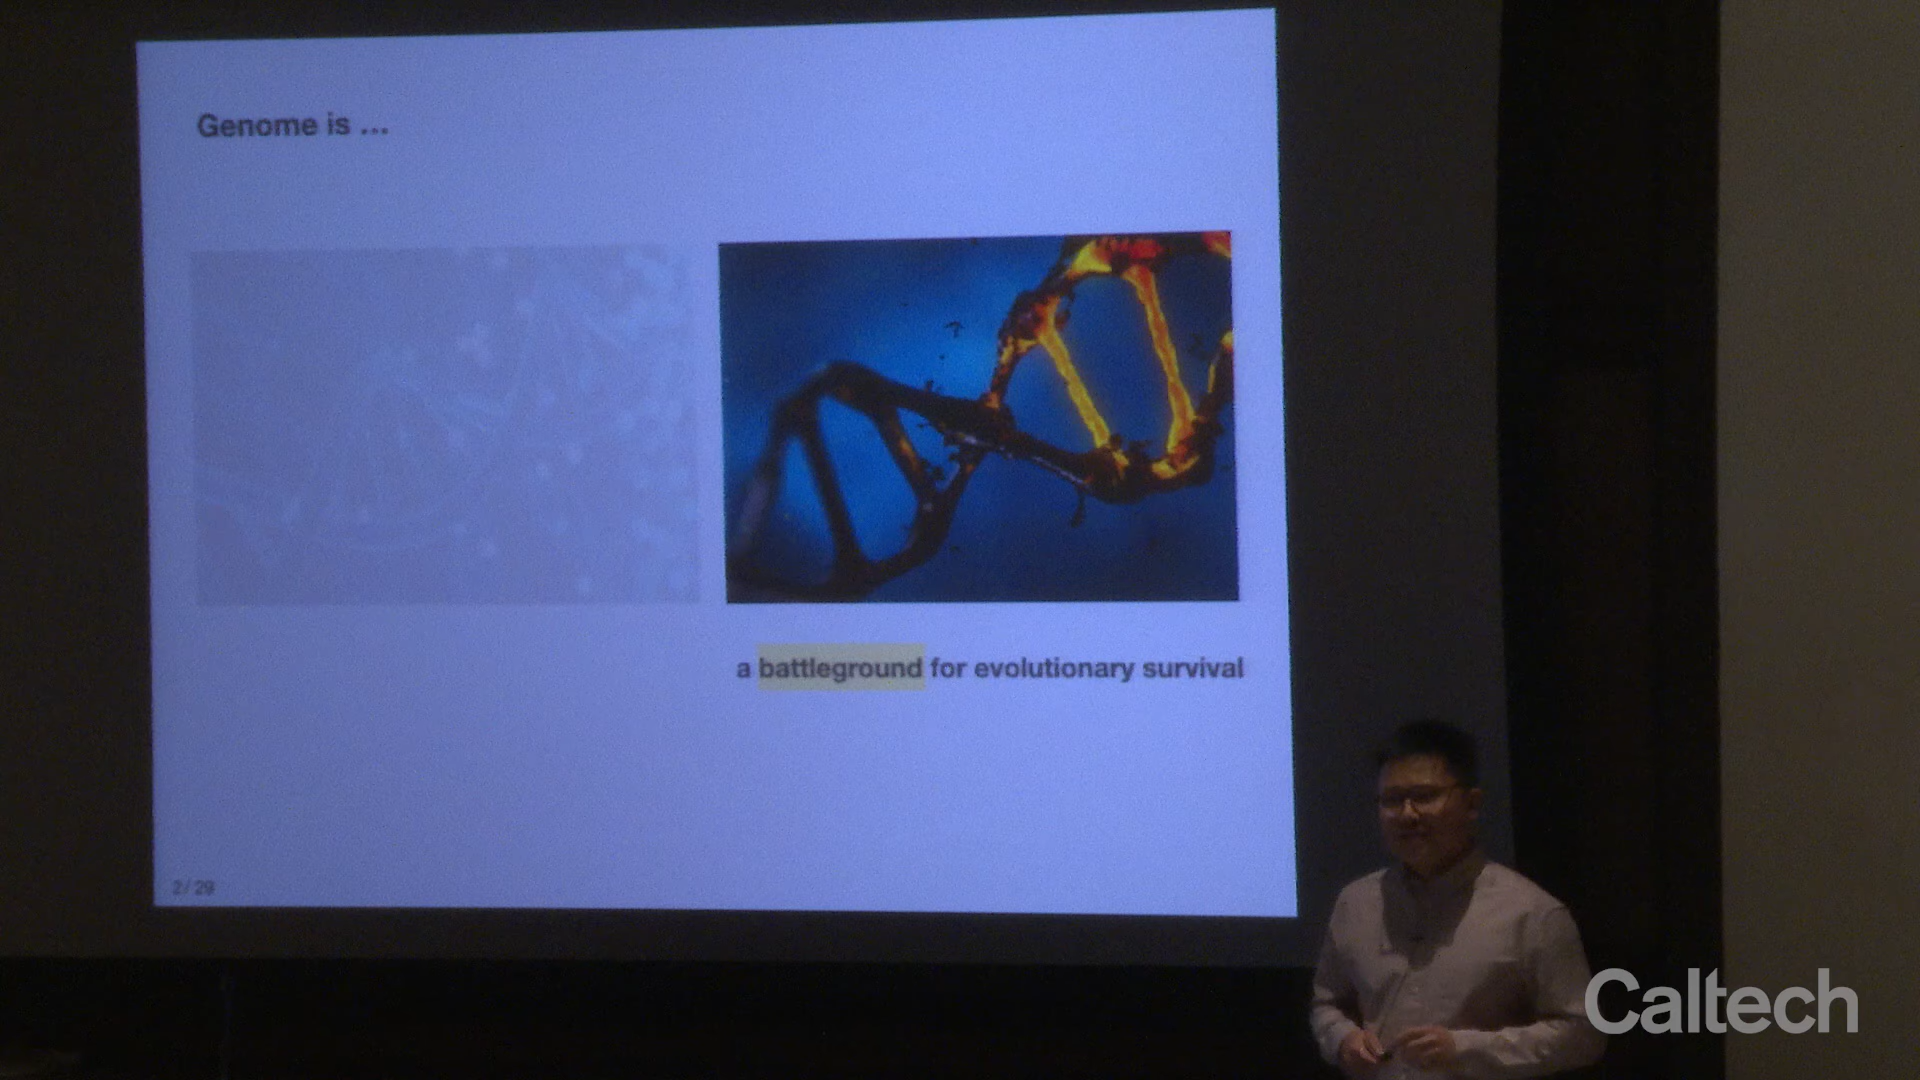 Genome is ...
a battleground for evolutionary survival
2 / 29
Caltech